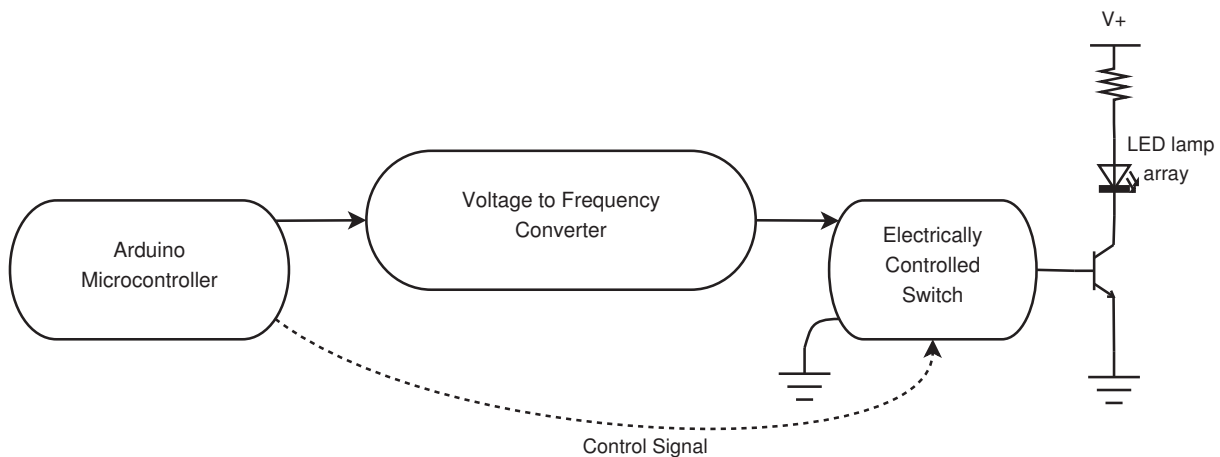 V+
LED lamp
array
Voltage to Frequency
Converter
Arduino
Microcontroller
Electrically
Controlled
Switch
Control Signal